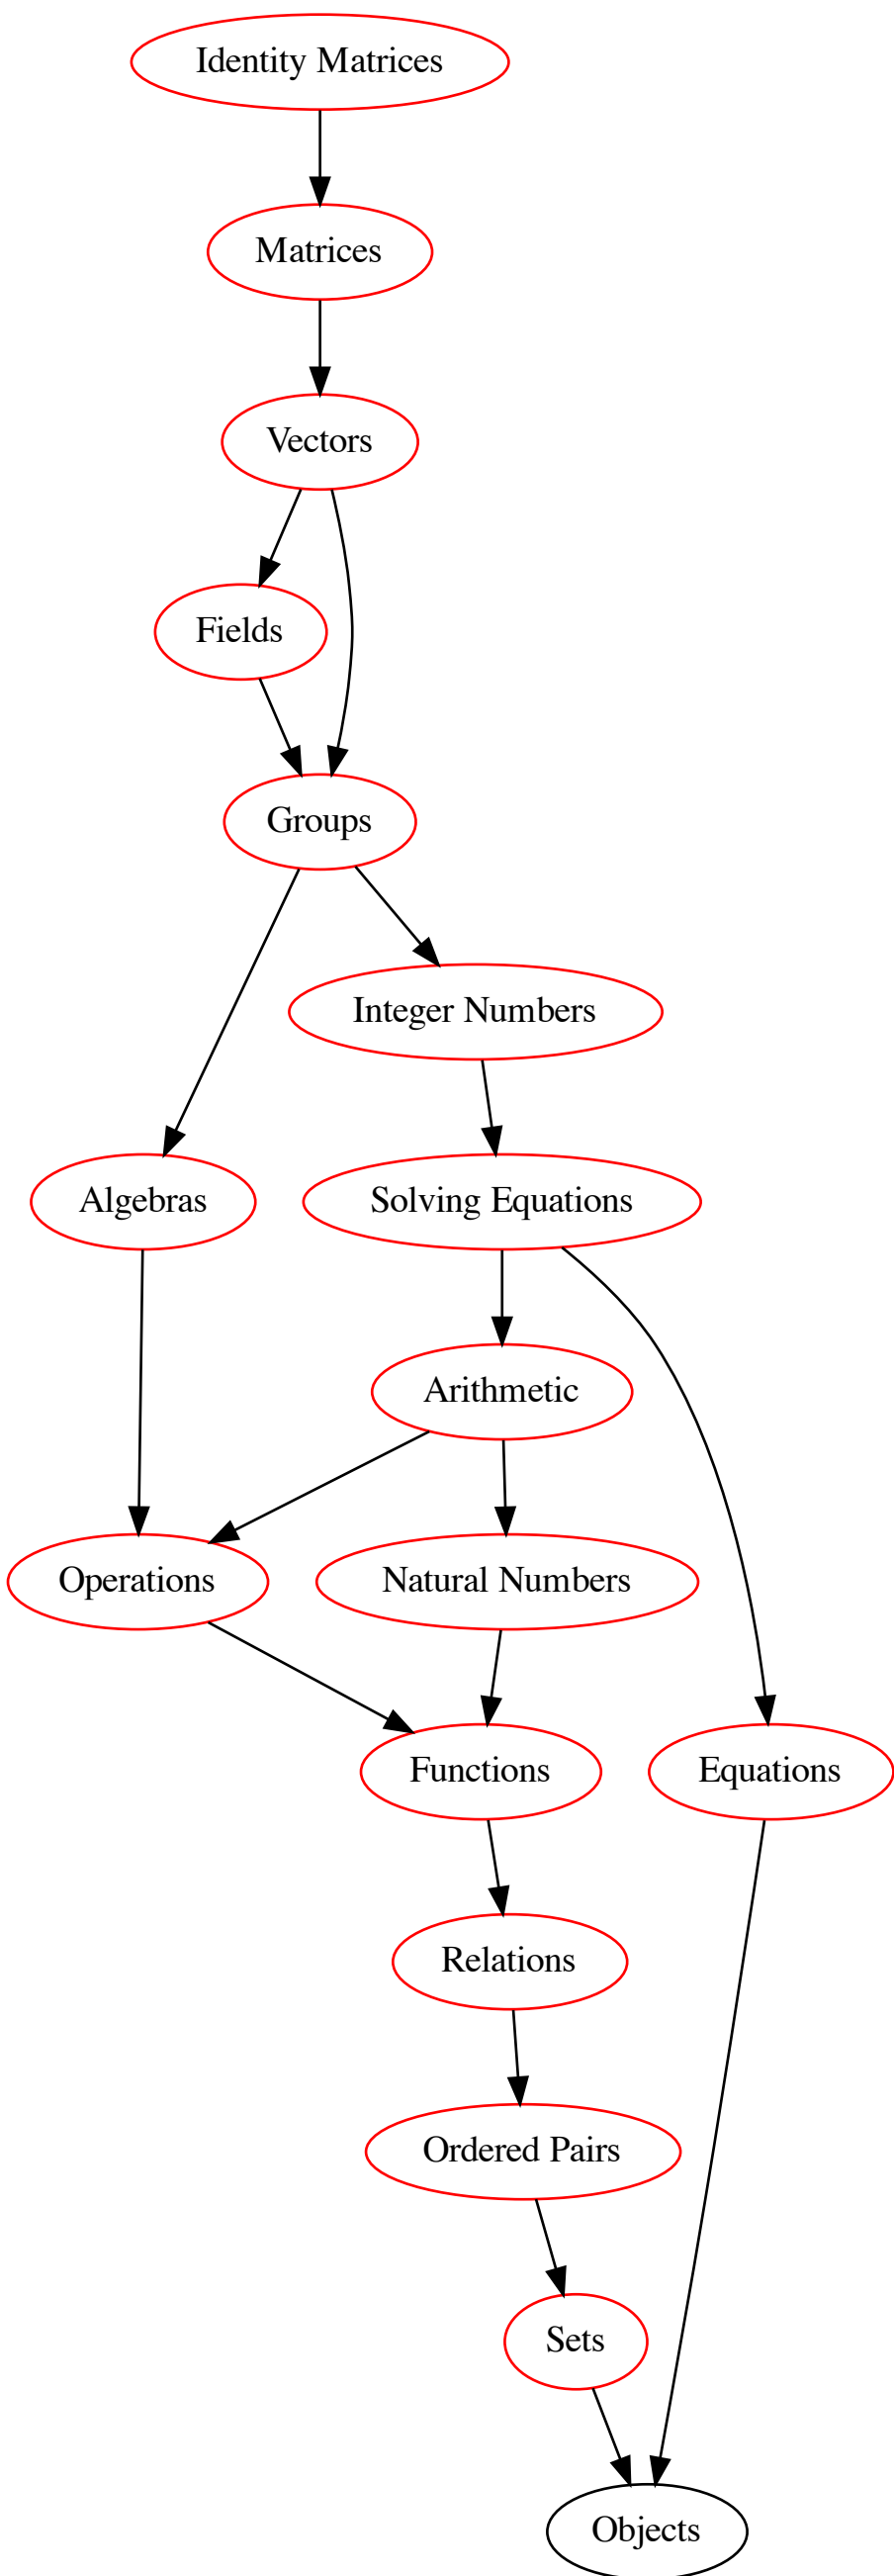 Identity Matrices
Matrices
Vectors
Fields
Groups
Integer Numbers
Algebras
Solving Equations
Arithmetic
Operations
Natural Numbers
Functions
Equations
Relations
Ordered Pairs
Sets
Objects